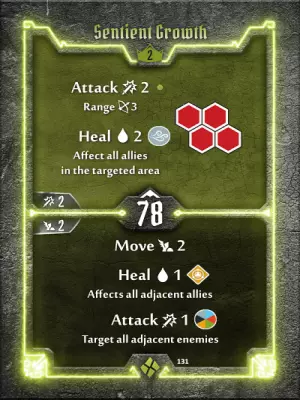 Sentient Growth
2
Attack 2
Range 3
Heal 2
Affect all allies
in the targeted area
2
78
2
Move 2
Heal 1
Affects all adjacent allies
Attack 1
Target all adjacent enemies
131